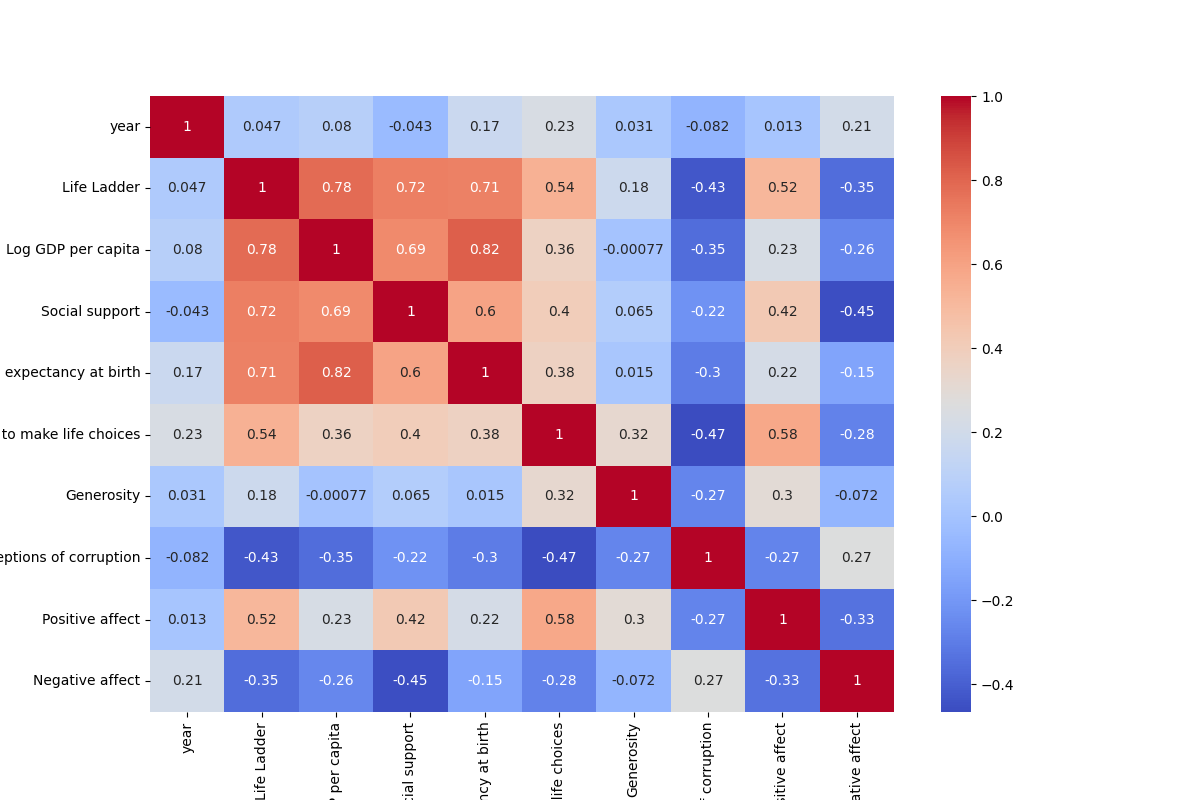 year 1 0.047 0.08 -0.043 0.17 0.23 0.031 -0.082 0.013 0.21
Life Ladder 0.047 1 0.78 0.72 0.71 0.54 0.18 -0.43 0.52 -0.35
Log GDP per capita 0.08 0.78 1 0.69 0.82 0.36 -0.00077 -0.35 0.23 -0.26
Social support -0.043 0.72 0.69 1 0.6 0.4 0.065 -0.22 0.42 -0.45
expectancy at birth 0.17 0.71 0.82 0.6 1 0.38 0.015 -0.3 0.22 -0.15
to make life choices 0.23 0.54 0.36 0.4 0.38 1 0.32 -0.47 0.58 -0.28
Generosity 0.031 0.18 -0.00077 0.065 0.015 0.32 1 -0.27 0.3 -0.072
eptions of corruption -0.082 -0.43 -0.35 -0.22 -0.3 -0.47 -0.27 1 -0.27 0.27
Positive affect 0.013 0.52 0.23 0.42 0.22 0.58 0.3 -0.27 1 -0.33
Negative affect 0.21 -0.35 -0.26 -0.45 -0.15 -0.28 -0.072 0.27 -0.33 1
year
Life Ladder
per capita
cial support
ncy at birth
life choices
Generosity
corruption
sitive affect
ative affect
1.0
0.8
0.6
0.4
0.2
0.0
−0.2
−0.4